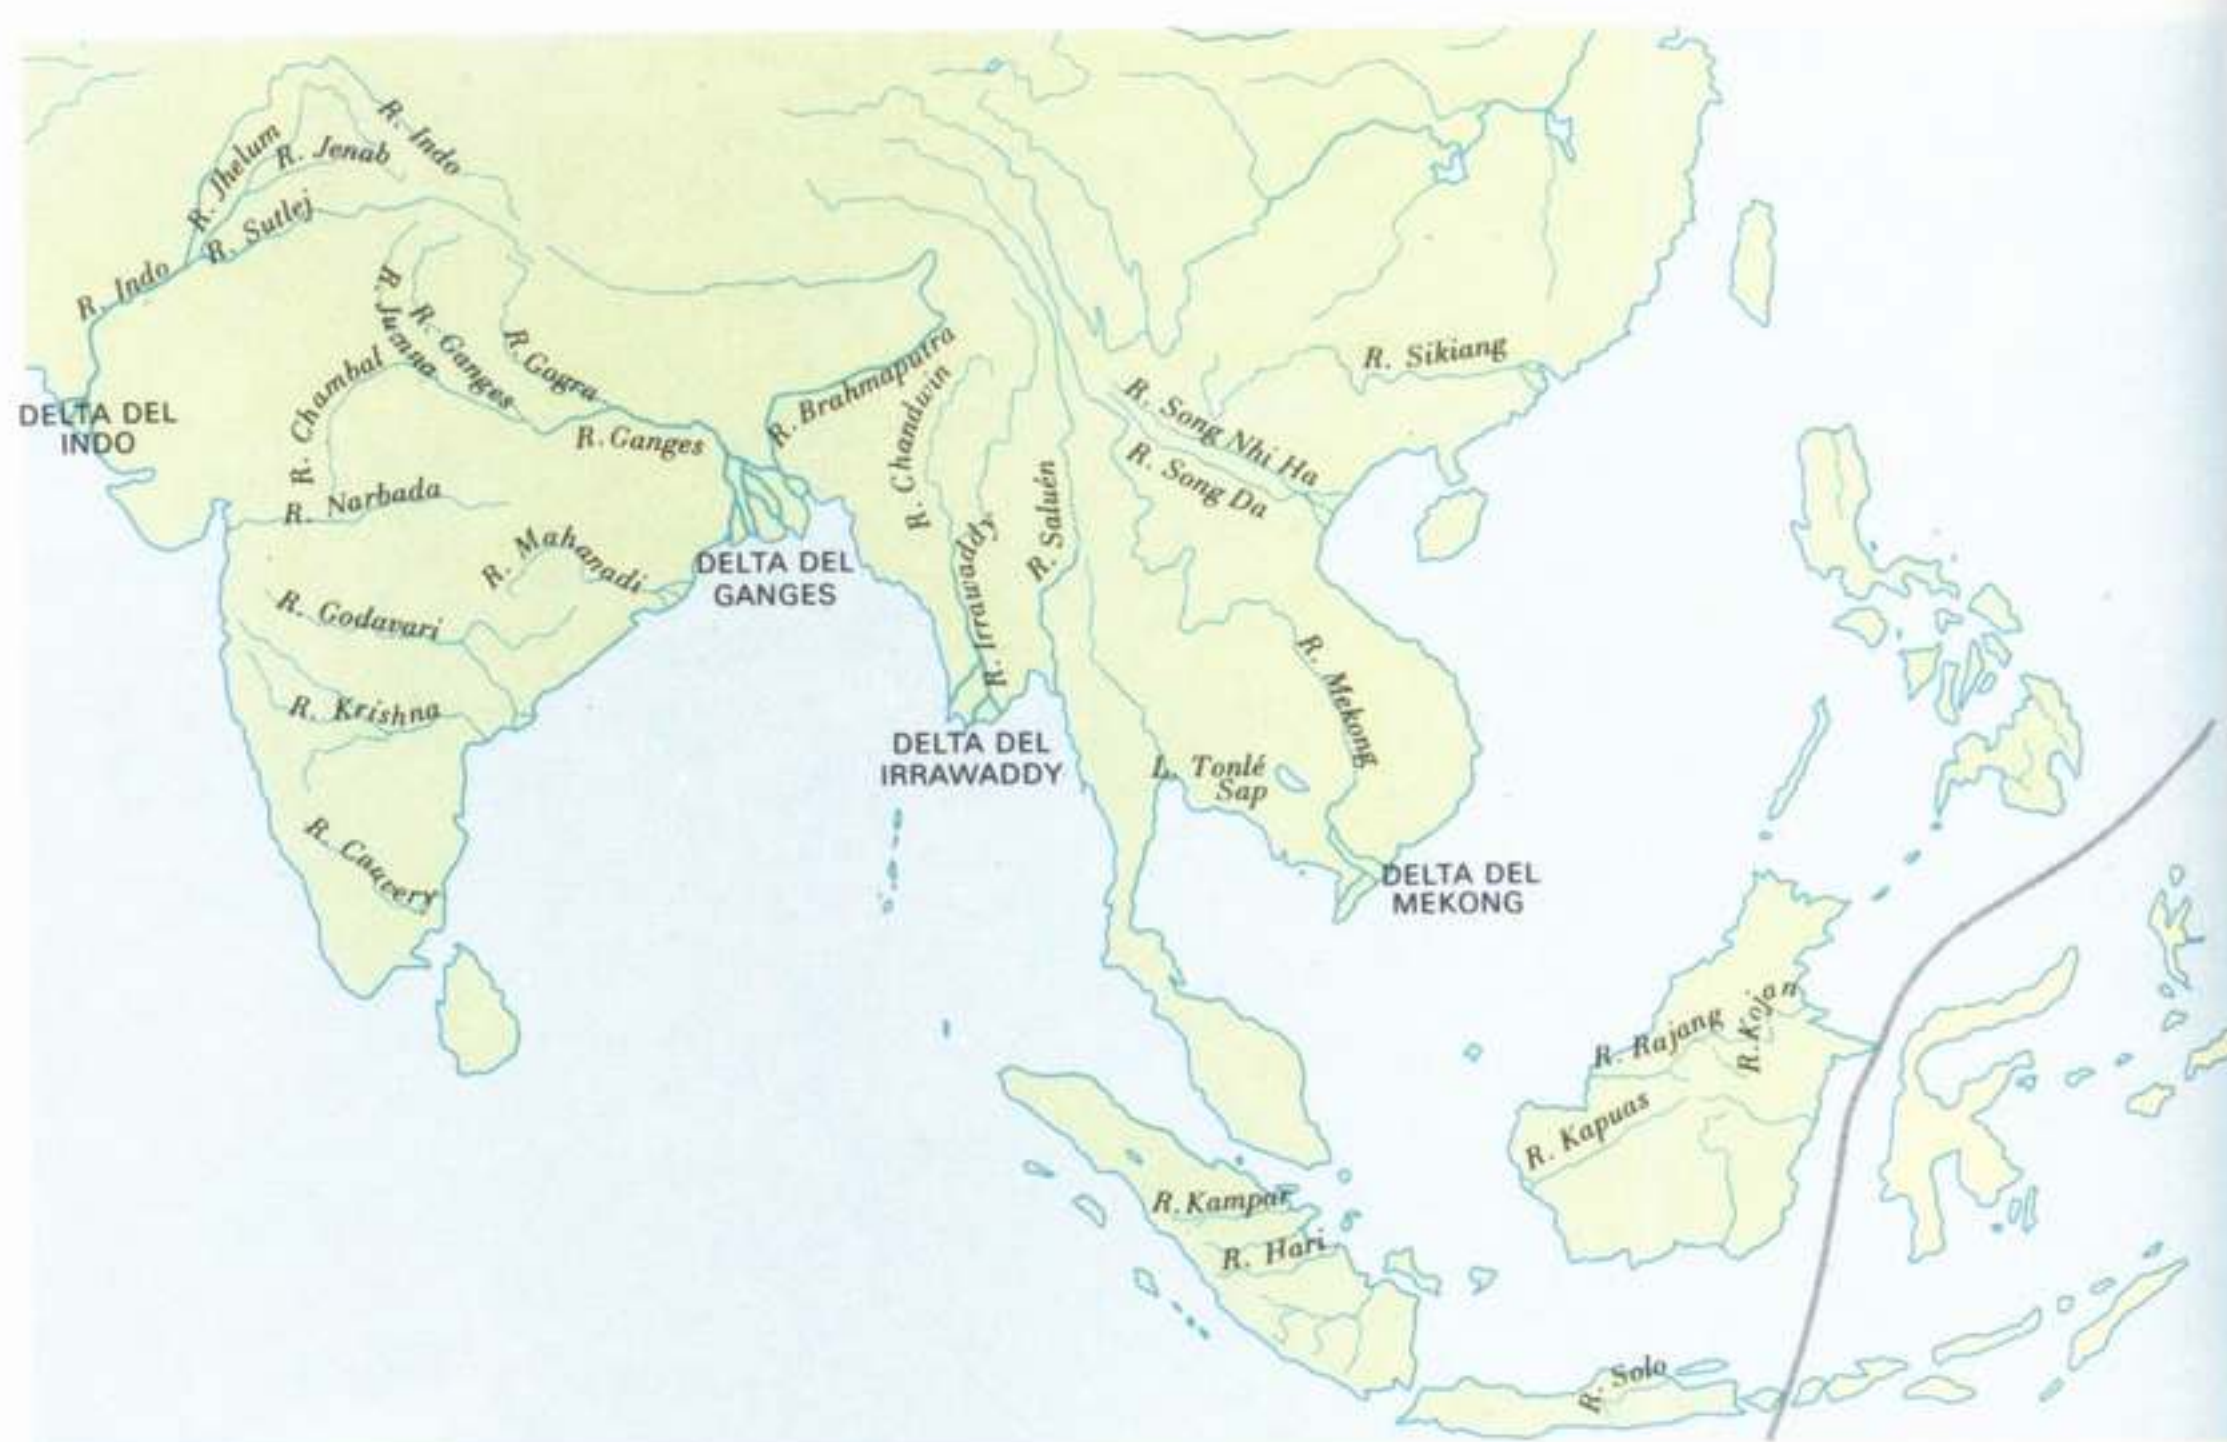 R. Indo
R. Jhelum
R. Jenab
R. Sutlej
R. Indo
R. Jumna
R. Ganges
R. Gogra
R. Chambal
R. Sikiang
R. Brahmaputra
R. Chandwin
DELTA DEL
INDO
R. Ganges
R. Song Nhi Ha
R. Song Da
R. Narbada
R. Saluén
R. Mahanadi
DELTA DEL
GANGES
R. Irrawaddy
R. Godavari
R. Mekong
R. Krishna
DELTA DEL
IRRAWADDY
L. Tonlé
Sap
R. Cauvery
DELTA DEL
MEKONG
R. Rajang
R. Kojan
R. Kapuas
R. Kampar
R. Hari
R. Solo